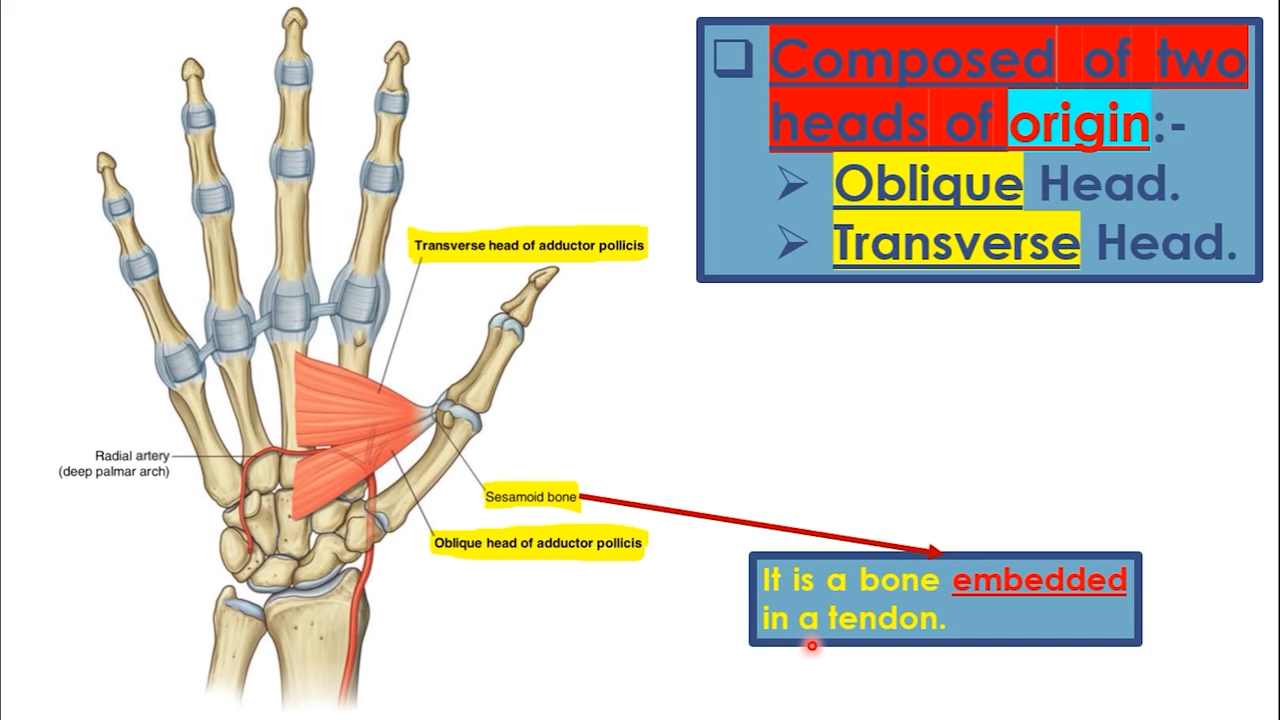 Composed of two
heads of origin:-
Oblique Head.
Transverse Head.
Transverse head of adductor pollicis
Radial artery
(deep palmar arch)
Sesamoid bone
Oblique head of adductor pollicis
It is a bone embedded
in a tendon.